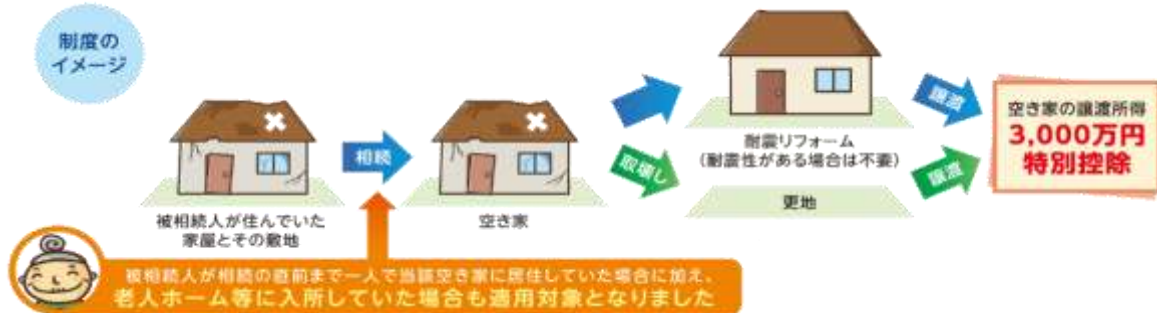 制度の
イメージ
相続
被相続人が住んでいた
家屋とその敷地
空き家
取壊し
耐震リフォーム
(耐震性がある場合は不要)
更地
譲渡
譲渡
空き家の譲渡所得
3,000万円
特別控除
被相続人が相続の直前まで一人で当該空き家に居住していた場合に加え、
老人ホーム等に入所していた場合も適用対象となりました